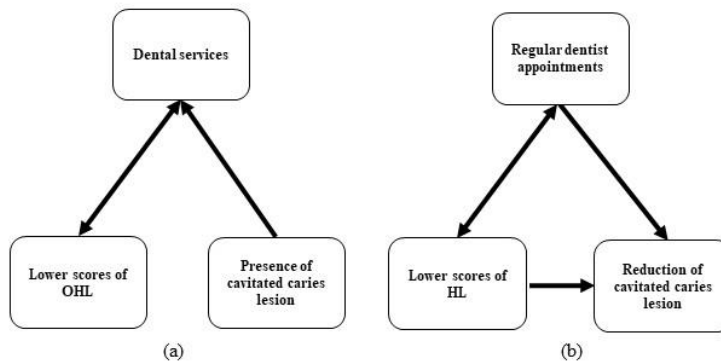 Dental services
Regular dentist
appointments
Lower scores of
OHL
Presence of
cavitated caries
lesion
Lower scores of
HL
Reduction of
cavitated caries
lesion
(a)
(b)